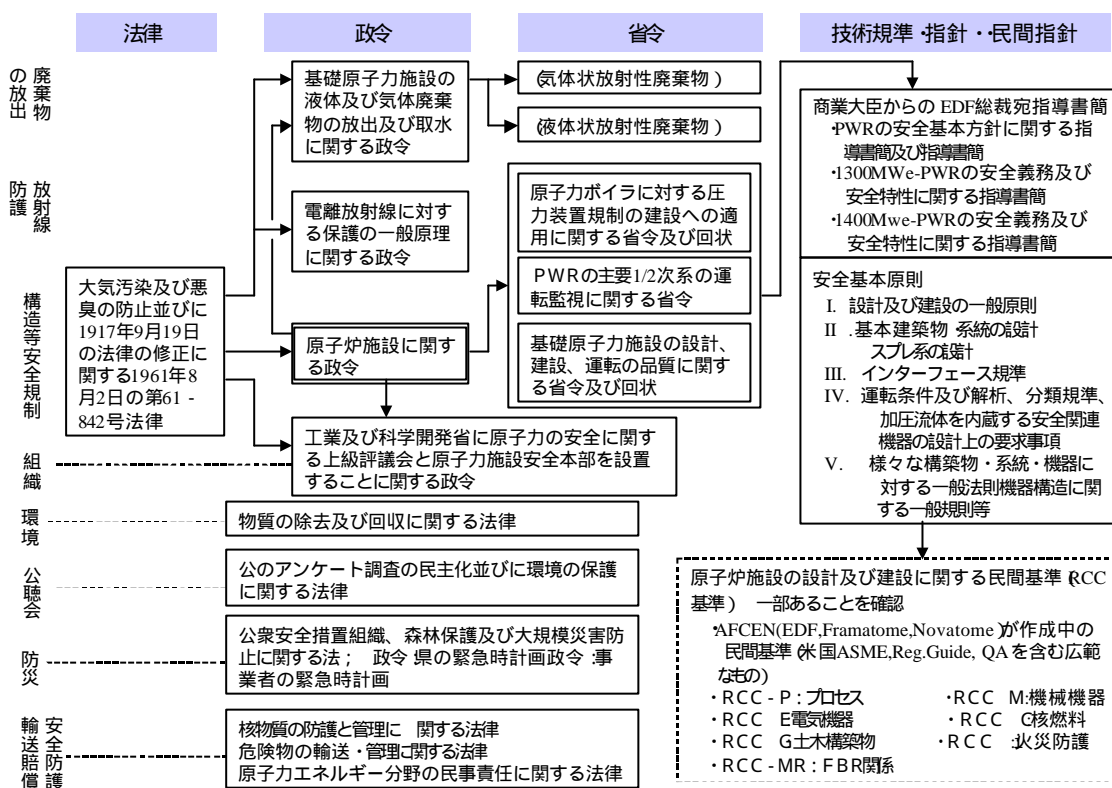 法律
政令
省令
技術規準・指針・・民間指針
廃棄物
の放出
放射線
防護
構造等安全規制
組織
環境
公聴会
防災
安全防護
輸送賠償
大気汚染及び悪
臭の防止並びに
1917年9月19日
の法律の修正に
関する1961年8
月2日の第61 -
842号法律
基礎原子力施設の
液体及び気体廃棄
物の放出及び取水
に関する政令
電離放射線に対す
る保護の一般原理
に関する政令
原子炉施設に関す
る政令
工業及び科学開発省に原子力の安全に関する
上級評議会と原子力施設安全本部を設置
することに関する政令
物質の除去及び回収に関する法律
公のアンケート調査の民主化並びに環境の保護
に関する法律
公衆安全措置組織、森林保護及び大規模災害防
止に関する法; 政令:県の緊急時計画政令:事
業者の緊急時計画
核物質の防護と管理に 関する法律
危険物の輸送・管理に関する法律
原子力エネルギー分野の民事責任に関する法律
(気体状放射性廃棄物)
(液体状放射性廃棄物)
原子力ボイラに対する圧
力装置規制の建設への適
用に関する省令及び回状
PWRの主要1/2次系の運
転監視に関する省令
基礎原子力施設の設計、
建設、運転の品質に関す
る省令及び回状
商業大臣からの EDF総裁宛指導書簡
・PWRの安全基本方針に関する指
導書簡及び指導書簡
・1300MWe-PWRの安全義務及び
安全特性に関する指導書簡
・1400Mwe-PWRの安全義務及び
安全特性に関する指導書簡
安全基本原則
I. 設計及び建設の一般原則
II .基本建築物・系統の設計
スプレ系の設計
III. インターフェース規準
IV. 運転条件及び解析、分類規準、
加圧流体を内蔵する安全関連
機器の設計上の要求事項
V. 様々な構築物・系統・機器に
対する一般法則機器構造に関
する一般規則等
原子炉施設の設計及び建設に関する民間基準(RCC
基準) 一部あることを確認
・AFCEN(EDF,Framatome,Novatome)が作成中の
民間基準(米国ASME,Reg.Guide, QAを含む広範
なもの)
・RCC-P:プロセス ・RCC M:機械機器
・RCC E電気機器 ・RCC C核燃料
・RCC G土木構築物 ・RCC :火災防護
・RCC-MR:FBR関係